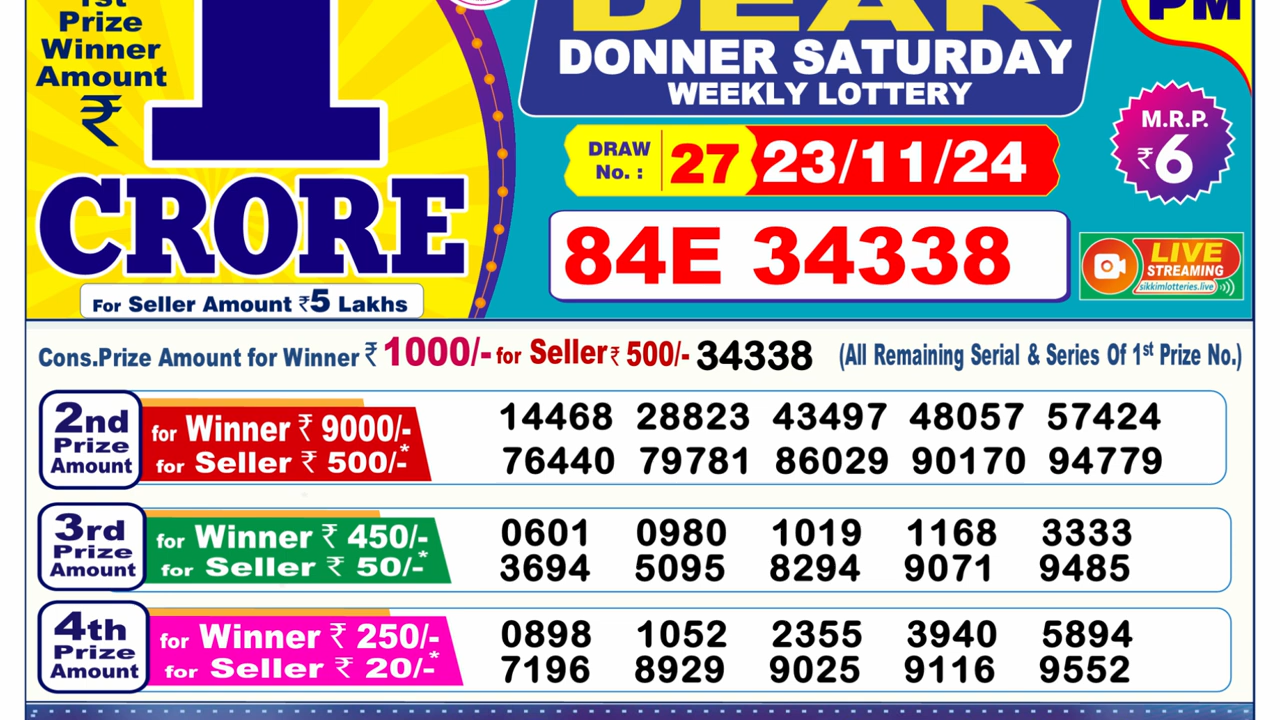 1st
Prize
Winner
Amount
₹
1
CRORE
For Seller Amount ₹5 Lakhs
DEAR
DONNER SATURDAY
WEEKLY LOTTERY
PM
DRAW
No. :
27
23/11/24
M.R.P.
₹6
84E 34338
LIVE
STREAMING
sikkimlotteries.live
Cons.Prize Amount for Winner ₹ 1000/- for Seller ₹ 500/- 34338 (All Remaining Serial & Series Of 1st Prize No.)
2nd
Prize
Amount
for Winner ₹ 9000/-
for Seller ₹ 500/-*
14468 28823 43497 48057 57424
76440 79781 86029 90170 94779
3rd
Prize
Amount
for Winner ₹ 450/-
for Seller ₹ 50/-*
0601 0980 1019 1168 3333
3694 5095 8294 9071 9485
4th
Prize
Amount
for Winner ₹ 250/-
for Seller ₹ 20/-*
0898 1052 2355 3940 5894
7196 8929 9025 9116 9552